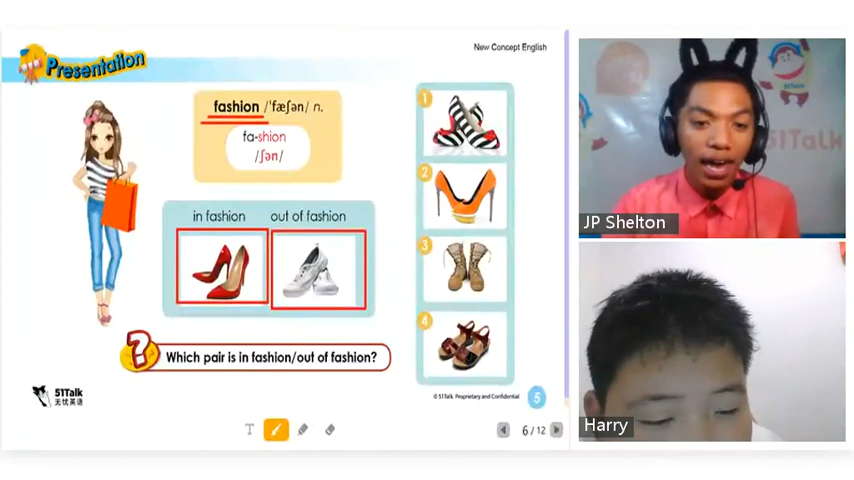 New Concept English
Presentation
fashion /ˈfæʃən/ n.
fa-shion
/ʃən/
in fashion
out of fashion
? Which pair is in fashion/out of fashion?
1
2
3
4
51Talk
无忧英语
© 51Talk. Proprietary and Confidential
5
T
6 / 12
51Talk
JP Shelton
Harry